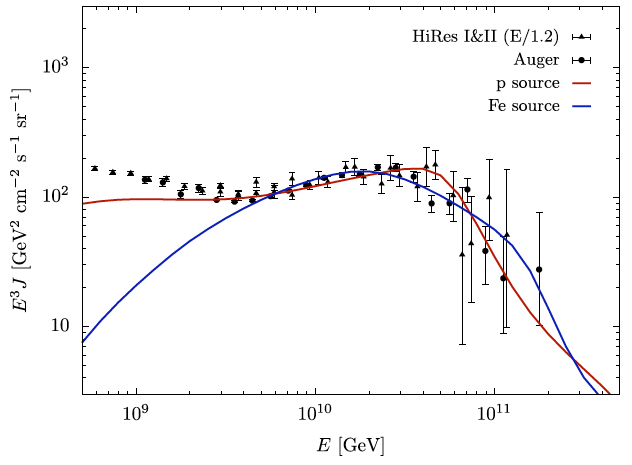 HiRes I&II (E/1.2)
Auger
p source
Fe source
10³
10²
10
E³J [GeV² cm⁻² s⁻¹ sr⁻¹]
10⁹ 10¹⁰ 10¹¹
E [GeV]